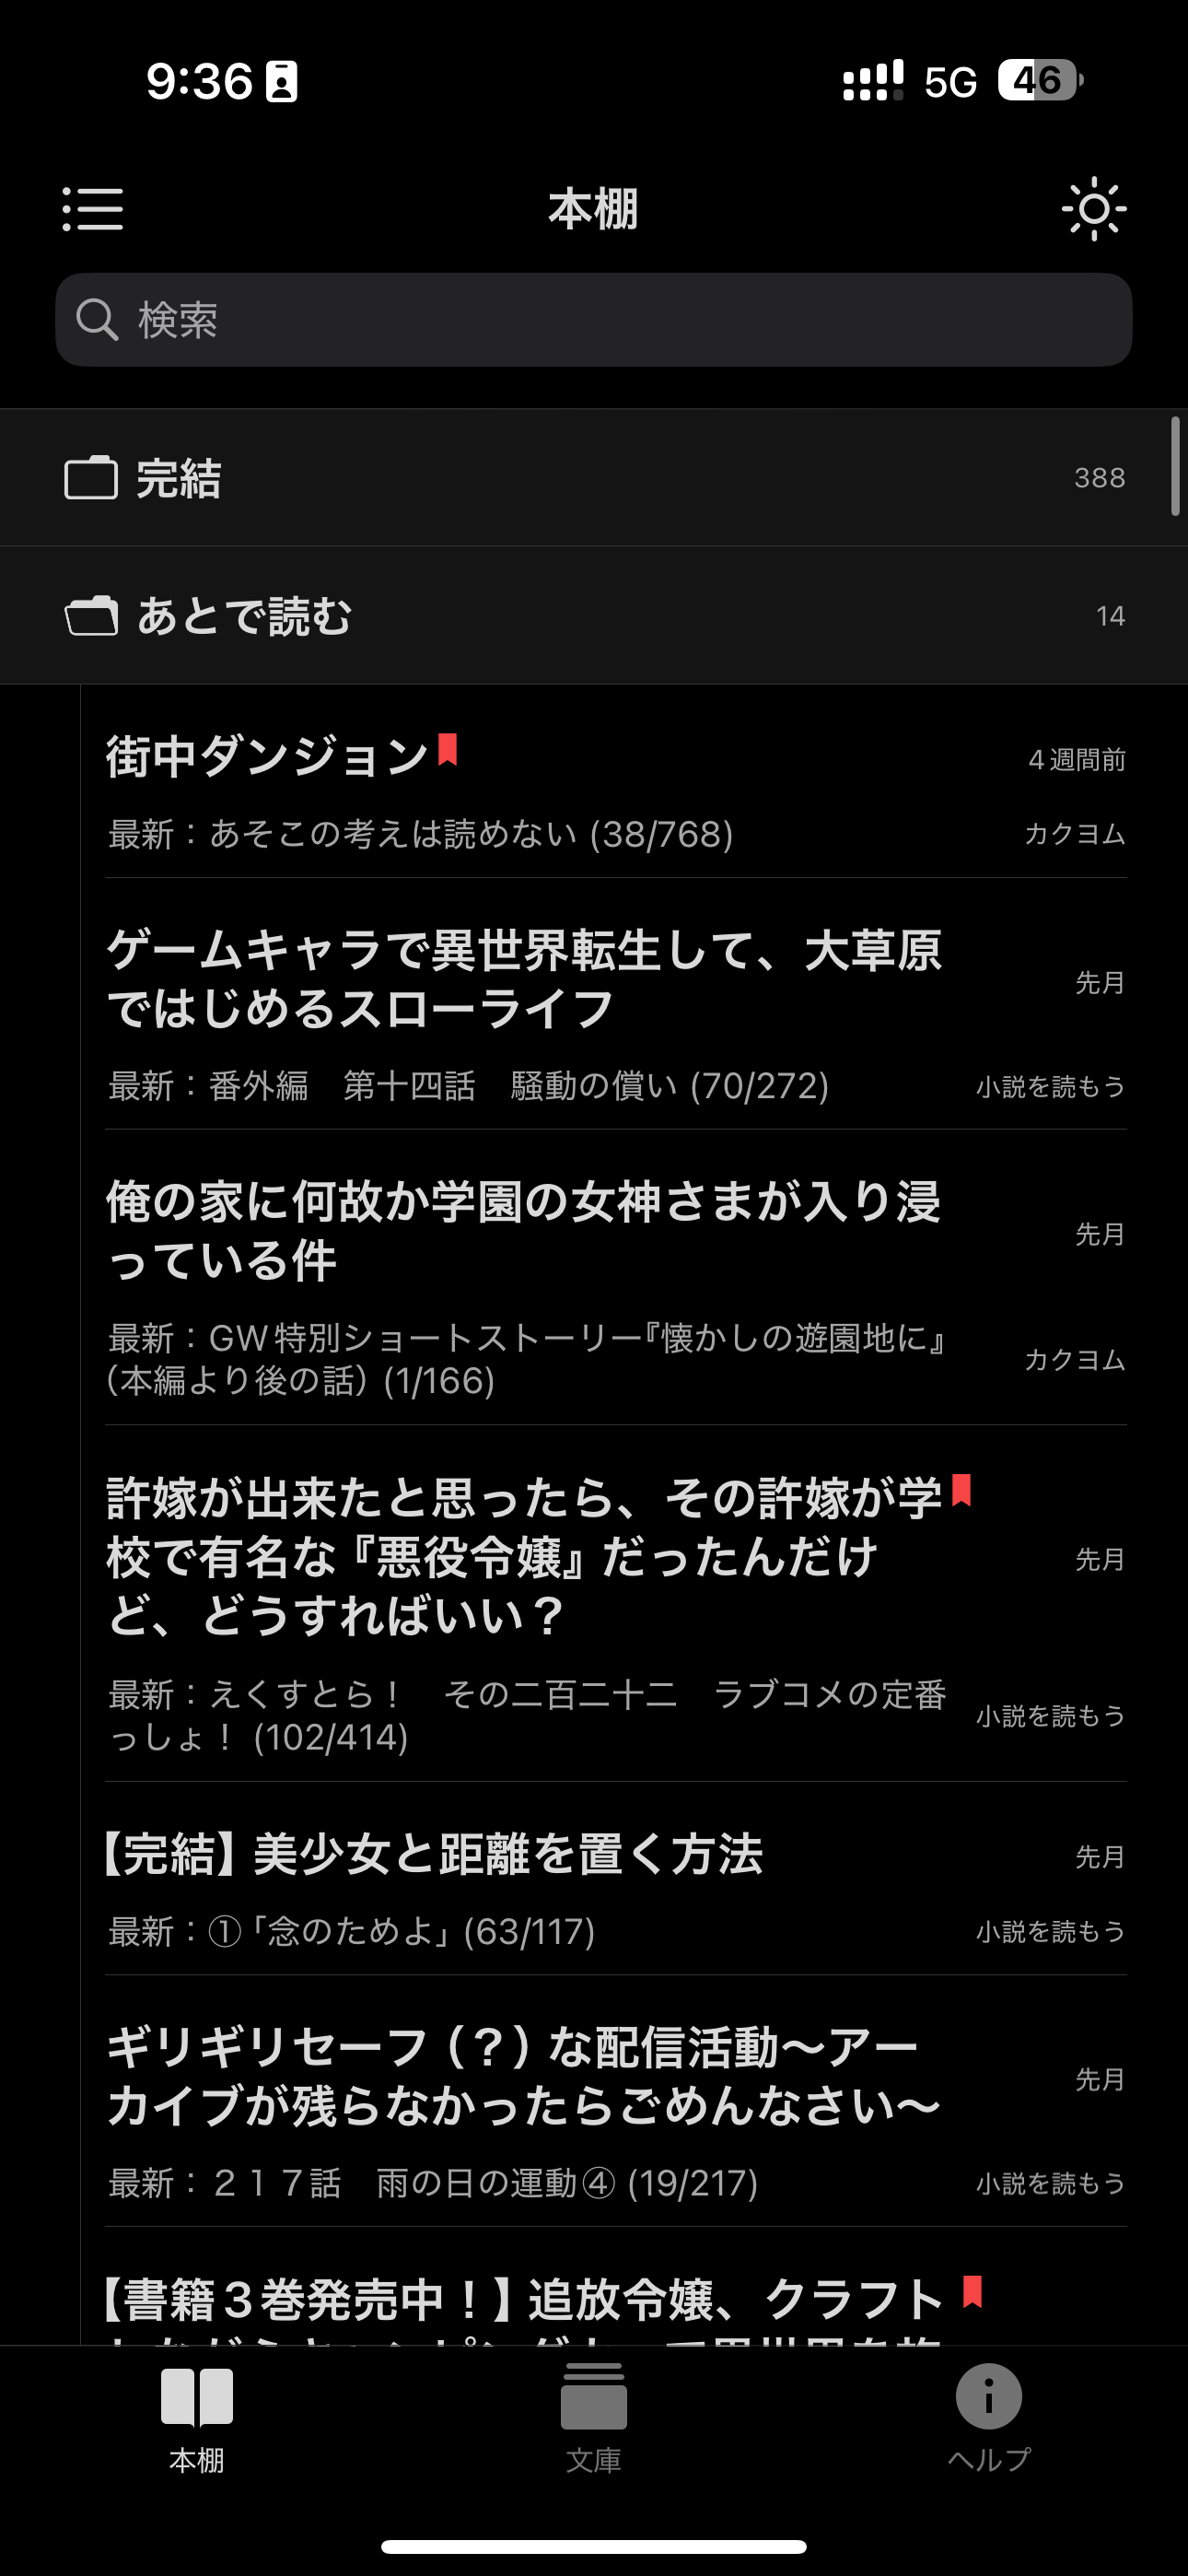 9:36
5G 46
本棚
検索
完結 388
あとで読む 14
街中ダンジョン 4週間前
最新：あそこの考えは読めない (38/768) カクヨム
ゲームキャラで異世界転生して、大草原
ではじめるスローライフ
先月
最新：番外編　第十四話　騒動の償い (70/272) 小説を読もう
俺の家に何故か学園の女神さまが入り浸
っている件
先月
最新：GW特別ショートストーリー『懐かしの遊園地に』
（本編より後の話） (1/166)
カクヨム
許嫁が出来たと思ったら、その許嫁が学
校で有名な『悪役令嬢』だったんだけ
ど、どうすればいい？
先月
最新：えくすとら！　その二百二十二　ラブコメの定番
っしょ！ (102/414)
小説を読もう
【完結】美少女と距離を置く方法 先月
最新：①「念のためよ」 (63/117) 小説を読もう
ギリギリセーフ（？）な配信活動〜アー
カイブが残らなかったらごめんなさい〜
先月
最新：２１７話　雨の日の運動④ (19/217) 小説を読もう
【書籍３巻発売中！】追放令嬢、クラフト
本棚 文庫 ヘルプ